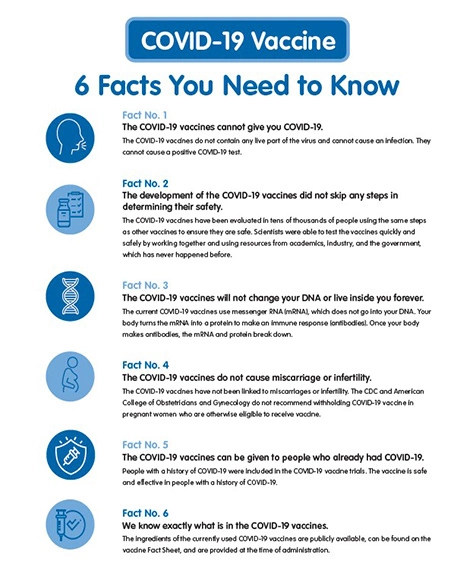 COVID-19 Vaccine
6 Facts You Need to Know
Fact No. 1
The COVID-19 vaccines cannot give you COVID-19.
The COVID-19 vaccines do not contain any live part of the virus and cannot cause an infection. They
cannot cause a positive COVID-19 test.
Fact No. 2
The development of the COVID-19 vaccines did not skip any steps in
determining their safety.
The COVID-19 vaccines have been evaluated in tens of thousands of people using the same steps
as other vaccines to ensure they are safe. Scientists were able to test the vaccines quickly and
safely by working together and using resources from academics, industry, and the government,
which has never happened before.
Fact No. 3
The COVID-19 vaccines will not change your DNA or live inside you forever.
The current COVID-19 vaccines use messenger RNA (mRNA), which does not go into your DNA. Your
body turns the mRNA into a protein to make an immune response (antibodies). Once your body
makes antibodies, the mRNA and protein break down.
Fact No. 4
The COVID-19 vaccines do not cause miscarriage or infertility.
The COVID-19 vaccines have not been linked to miscarriages or infertility. The CDC and American
College of Obstetricians and Gynecology do not recommend withholding COVID-19 vaccine in
pregnant women who are otherwise eligible to receive vaccine.
Fact No. 5
The COVID-19 vaccines can be given to people who already had COVID-19.
People with a history of COVID-19 were included in the COVID-19 vaccine trials. The vaccine is safe
and effective in people with a history of COVID-19.
Fact No. 6
We know exactly what is in the COVID-19 vaccines.
The ingredients of the currently used COVID-19 vaccines are publicly available, can be found on the
vaccine Fact Sheet, and are provided at the time of administration.